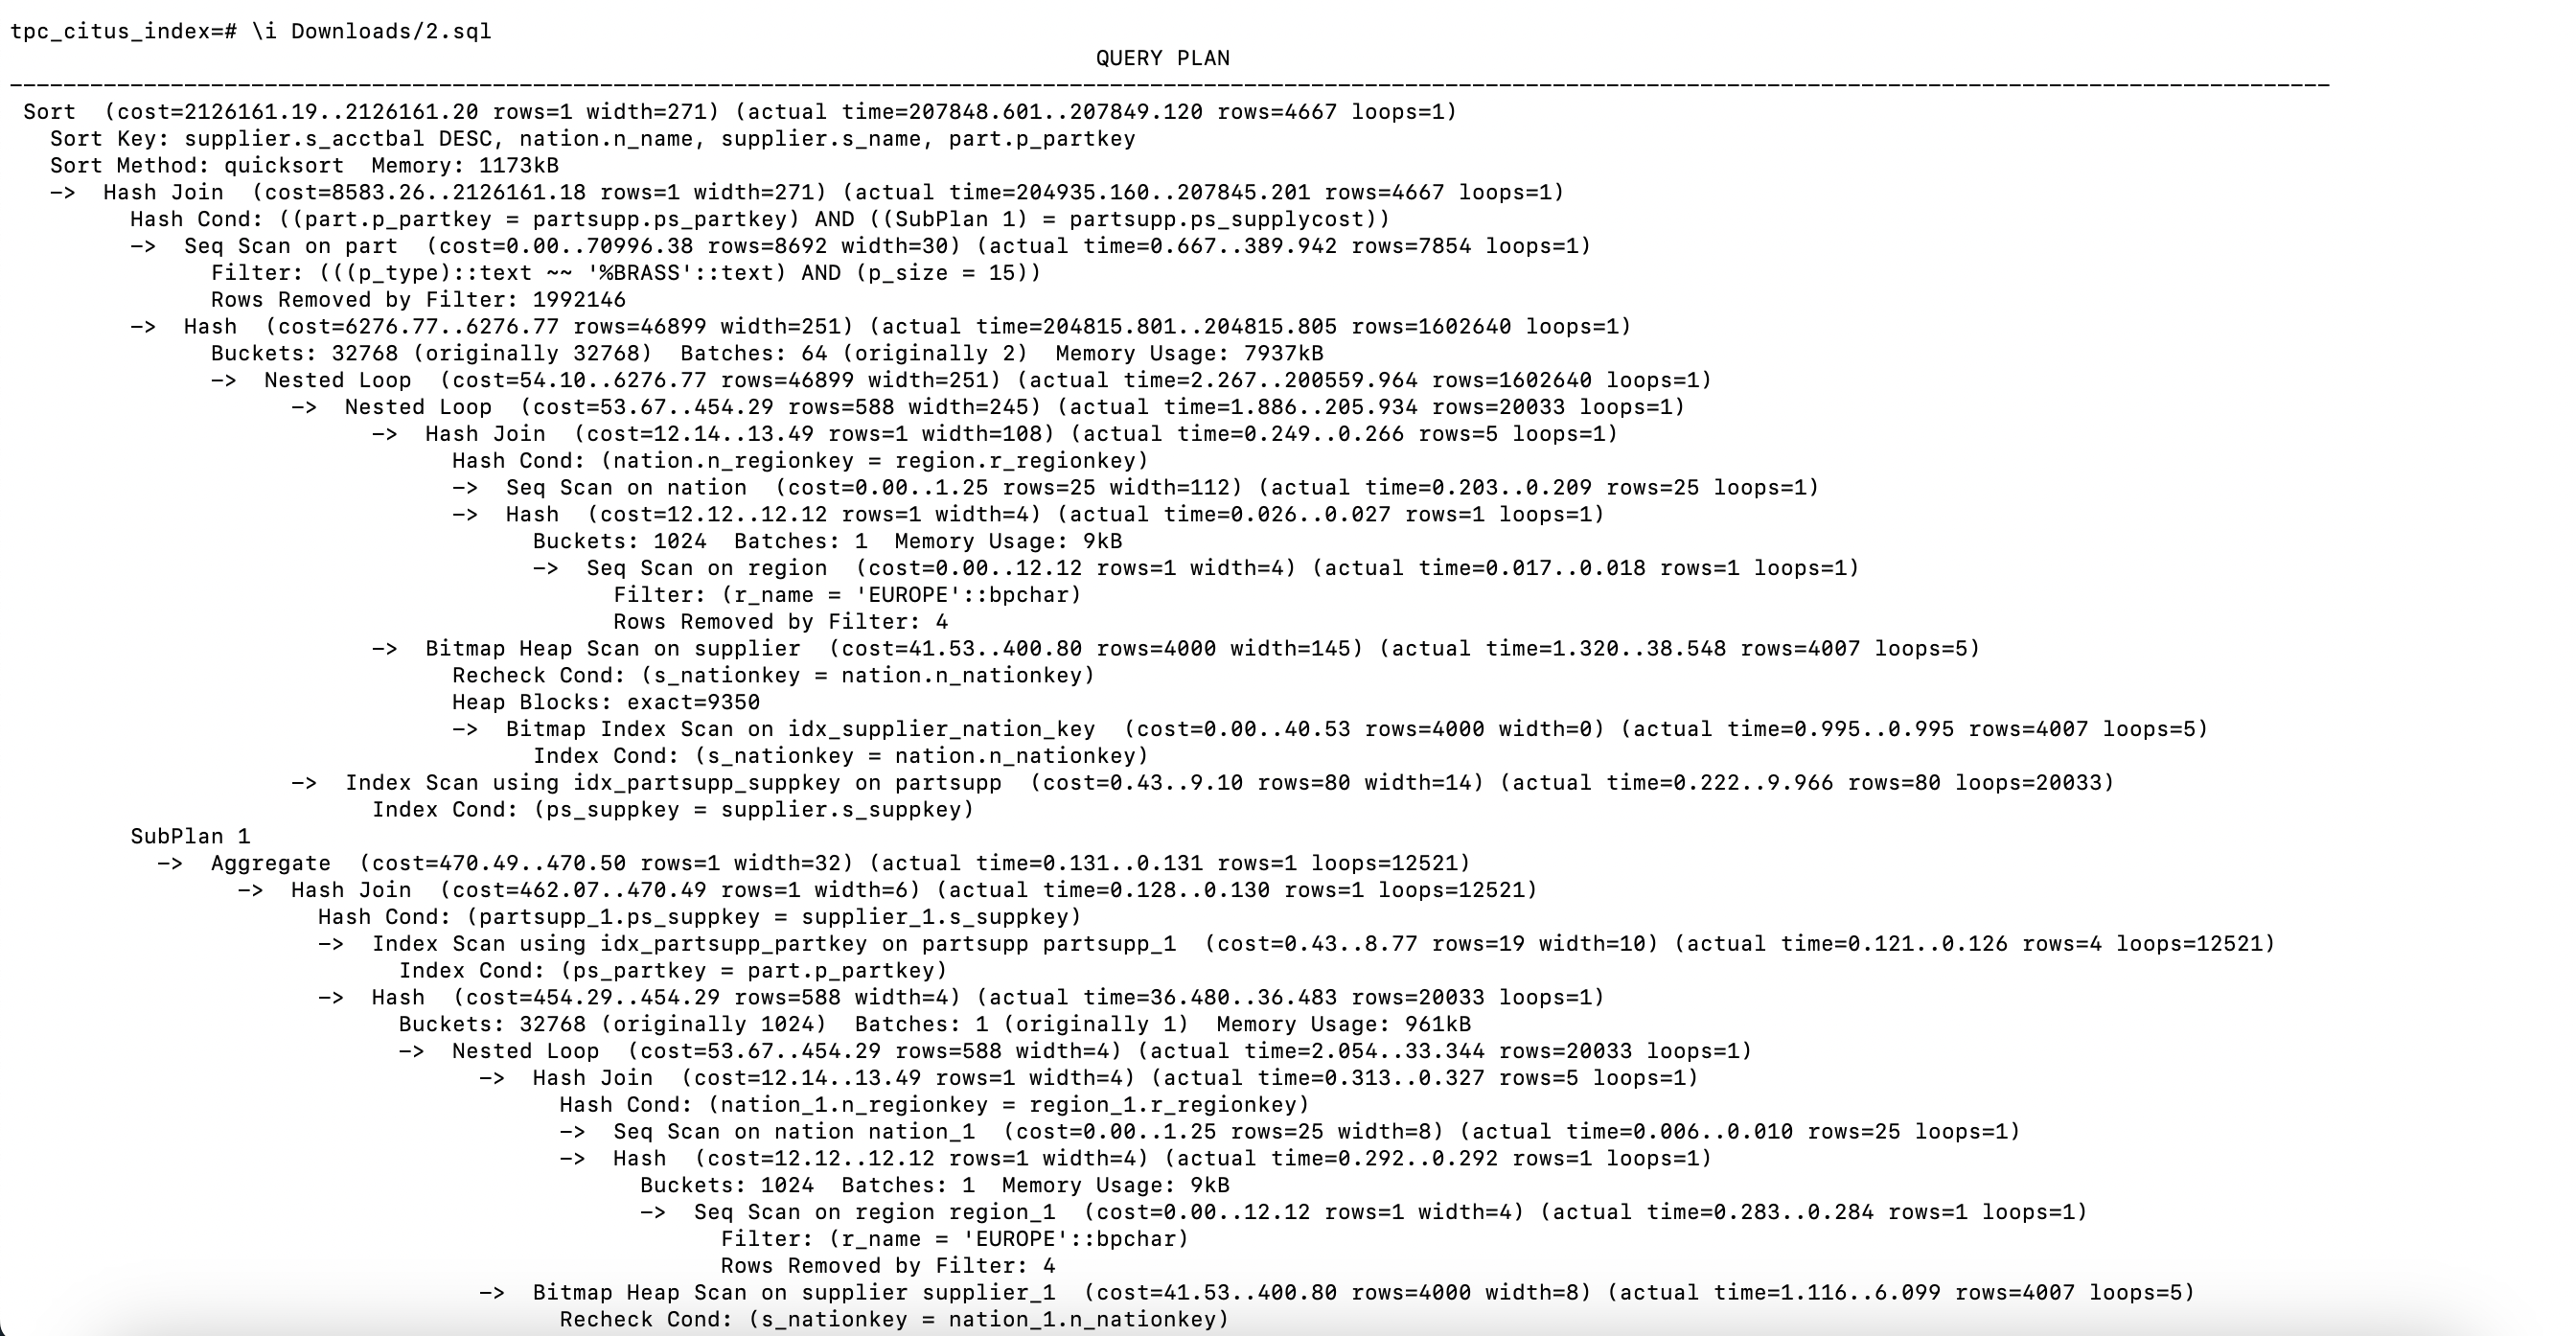 tpc_citus_index=# \i Downloads/2.sql
QUERY PLAN
--------------------------------------------------------------------------------------------------------------------------------------------------------------------------
Sort  (cost=2126161.19..2126161.20 rows=1 width=271) (actual time=207848.601..207849.120 rows=4667 loops=1)
Sort Key: supplier.s_acctbal DESC, nation.n_name, supplier.s_name, part.p_partkey
Sort Method: quicksort  Memory: 1173kB
->  Hash Join  (cost=8583.26..2126161.18 rows=1 width=271) (actual time=204935.160..207845.201 rows=4667 loops=1)
Hash Cond: ((part.p_partkey = partsupp.ps_partkey) AND ((SubPlan 1) = partsupp.ps_supplycost))
->  Seq Scan on part  (cost=0.00..70996.38 rows=8692 width=30) (actual time=0.667..389.942 rows=7854 loops=1)
Filter: (((p_type)::text ~~ '%BRASS'::text) AND (p_size = 15))
Rows Removed by Filter: 1992146
->  Hash  (cost=6276.77..6276.77 rows=46899 width=251) (actual time=204815.801..204815.805 rows=1602640 loops=1)
Buckets: 32768 (originally 32768)  Batches: 64 (originally 2)  Memory Usage: 7937kB
->  Nested Loop  (cost=54.10..6276.77 rows=46899 width=251) (actual time=2.267..200559.964 rows=1602640 loops=1)
->  Nested Loop  (cost=53.67..454.29 rows=588 width=245) (actual time=1.886..205.934 rows=20033 loops=1)
->  Hash Join  (cost=12.14..13.49 rows=1 width=108) (actual time=0.249..0.266 rows=5 loops=1)
Hash Cond: (nation.n_regionkey = region.r_regionkey)
->  Seq Scan on nation  (cost=0.00..1.25 rows=25 width=112) (actual time=0.203..0.209 rows=25 loops=1)
->  Hash  (cost=12.12..12.12 rows=1 width=4) (actual time=0.026..0.027 rows=1 loops=1)
Buckets: 1024  Batches: 1  Memory Usage: 9kB
->  Seq Scan on region  (cost=0.00..12.12 rows=1 width=4) (actual time=0.017..0.018 rows=1 loops=1)
Filter: (r_name = 'EUROPE'::bpchar)
Rows Removed by Filter: 4
->  Bitmap Heap Scan on supplier  (cost=41.53..400.80 rows=4000 width=145) (actual time=1.320..38.548 rows=4007 loops=5)
Recheck Cond: (s_nationkey = nation.n_nationkey)
Heap Blocks: exact=9350
->  Bitmap Index Scan on idx_supplier_nation_key  (cost=0.00..40.53 rows=4000 width=0) (actual time=0.995..0.995 rows=4007 loops=5)
Index Cond: (s_nationkey = nation.n_nationkey)
->  Index Scan using idx_partsupp_suppkey on partsupp  (cost=0.43..9.10 rows=80 width=14) (actual time=0.222..9.966 rows=80 loops=20033)
Index Cond: (ps_suppkey = supplier.s_suppkey)
SubPlan 1
->  Aggregate  (cost=470.49..470.50 rows=1 width=32) (actual time=0.131..0.131 rows=1 loops=12521)
->  Hash Join  (cost=462.07..470.49 rows=1 width=6) (actual time=0.128..0.130 rows=1 loops=12521)
Hash Cond: (partsupp_1.ps_suppkey = supplier_1.s_suppkey)
->  Index Scan using idx_partsupp_partkey on partsupp partsupp_1  (cost=0.43..8.77 rows=19 width=10) (actual time=0.121..0.126 rows=4 loops=12521)
Index Cond: (ps_partkey = part.p_partkey)
->  Hash  (cost=454.29..454.29 rows=588 width=4) (actual time=36.480..36.483 rows=20033 loops=1)
Buckets: 32768 (originally 1024)  Batches: 1 (originally 1)  Memory Usage: 961kB
->  Nested Loop  (cost=53.67..454.29 rows=588 width=4) (actual time=2.054..33.344 rows=20033 loops=1)
->  Hash Join  (cost=12.14..13.49 rows=1 width=4) (actual time=0.313..0.327 rows=5 loops=1)
Hash Cond: (nation_1.n_regionkey = region_1.r_regionkey)
->  Seq Scan on nation nation_1  (cost=0.00..1.25 rows=25 width=8) (actual time=0.006..0.010 rows=25 loops=1)
->  Hash  (cost=12.12..12.12 rows=1 width=4) (actual time=0.292..0.292 rows=1 loops=1)
Buckets: 1024  Batches: 1  Memory Usage: 9kB
->  Seq Scan on region region_1  (cost=0.00..12.12 rows=1 width=4) (actual time=0.283..0.284 rows=1 loops=1)
Filter: (r_name = 'EUROPE'::bpchar)
Rows Removed by Filter: 4
->  Bitmap Heap Scan on supplier supplier_1  (cost=41.53..400.80 rows=4000 width=8) (actual time=1.116..6.099 rows=4007 loops=5)
Recheck Cond: (s_nationkey = nation_1.n_nationkey)